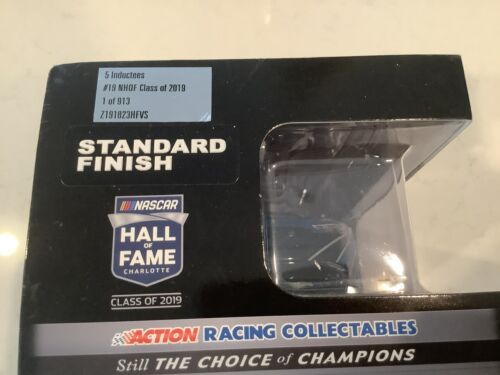 5 Inductees
#19 NHOF Class of 2019
1 of 913
Z191823HFVS
STANDARD
FINISH
NASCAR
HALL
OF
FAME
CHARLOTTE
CLASS OF 2019
ACTION RACING COLLECTABLES
Still THE CHOICE of CHAMPIONS